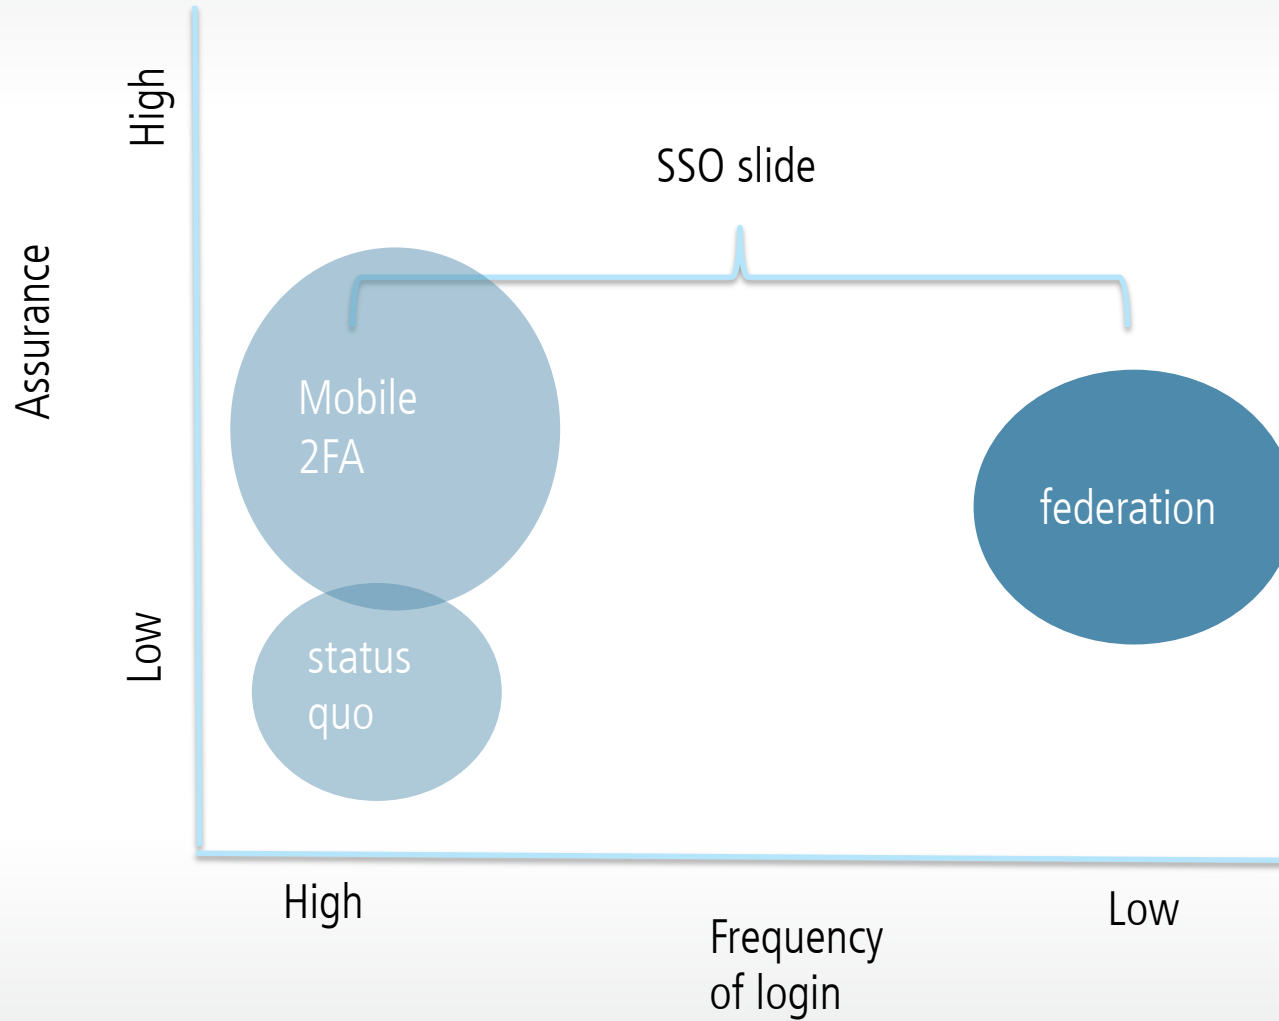 High
SSO slide
Assurance
Mobile
2FA
federation
Low
status
quo
High
Low
Frequency
of login